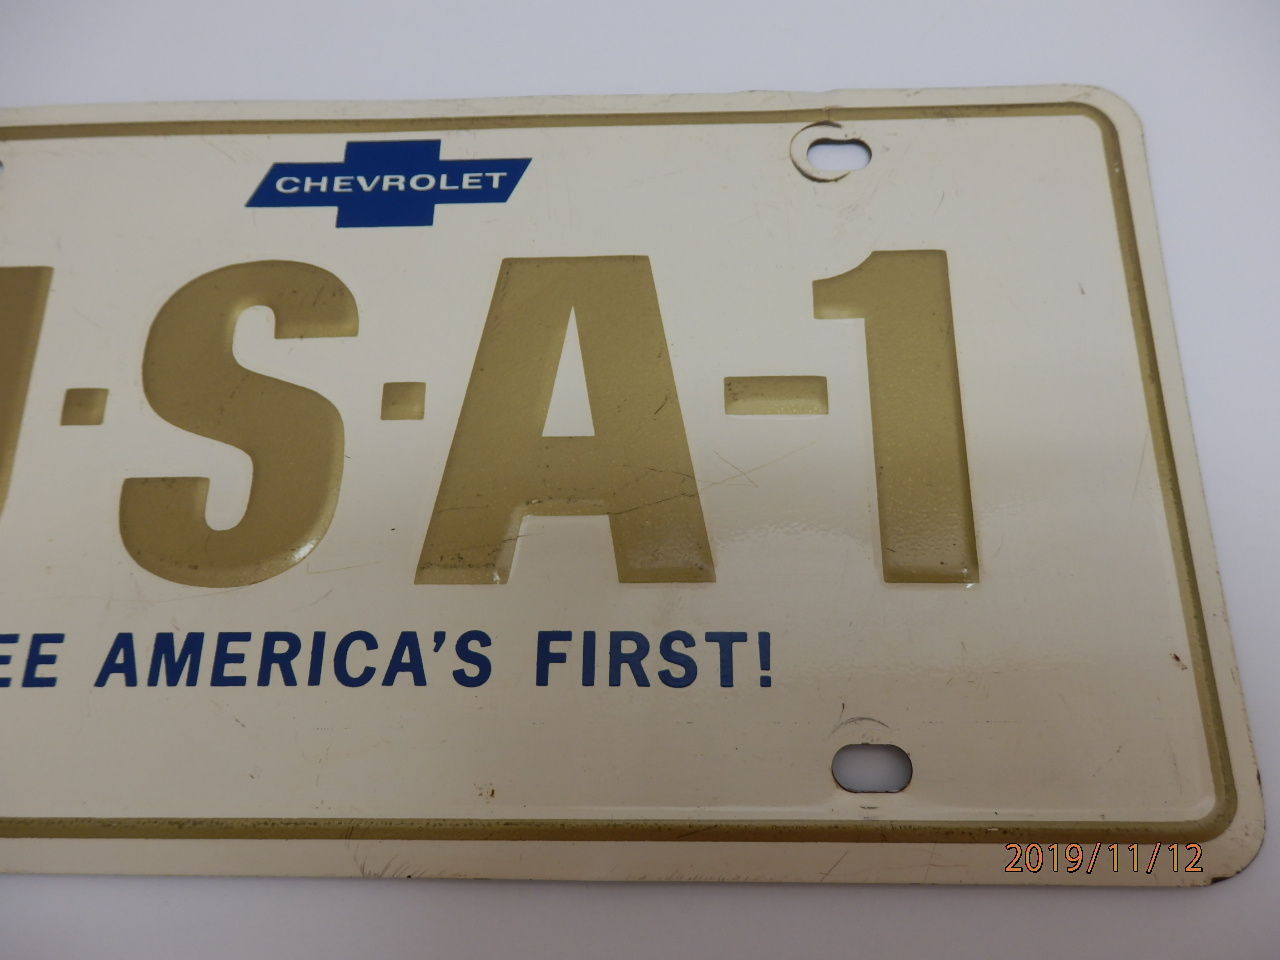 CHEVROLET
U·S·A-1
EE AMERICA'S FIRST!
2019/11/12